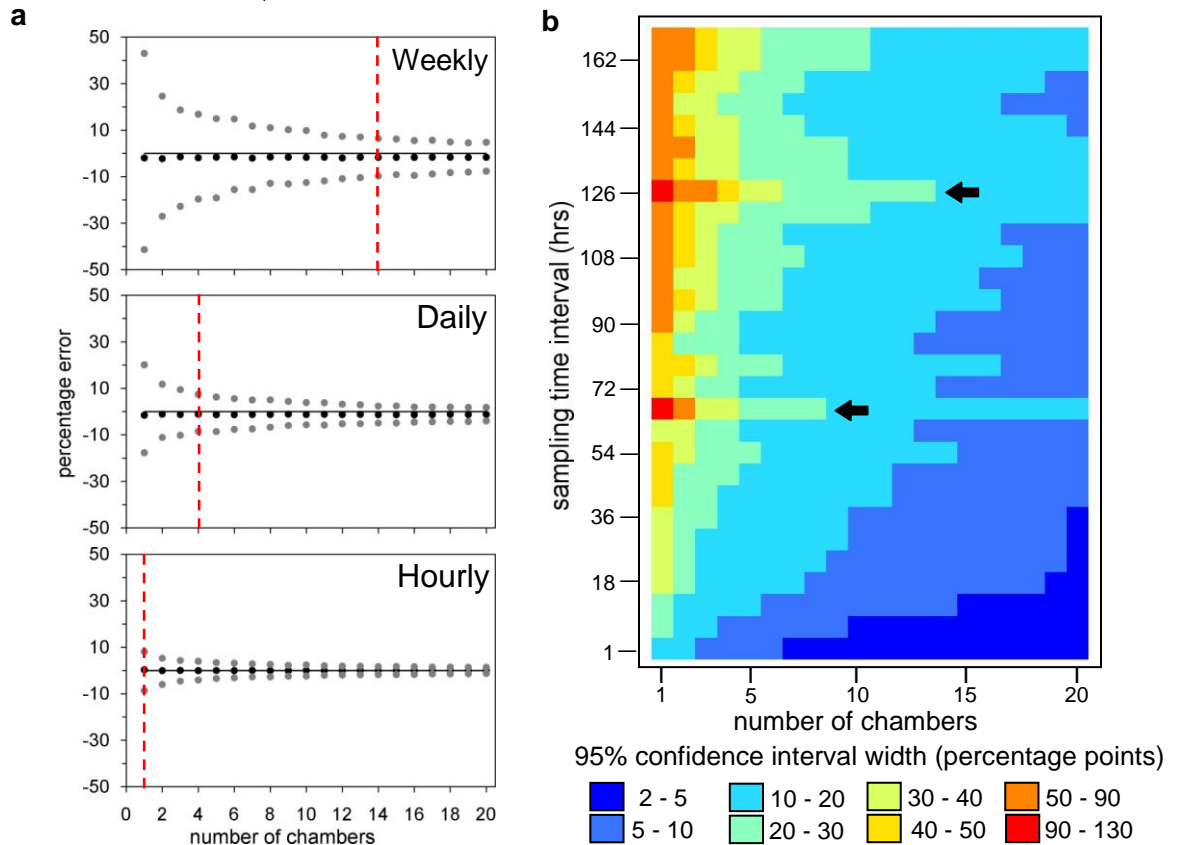 a
50
30
10
-10
-30
-50
Weekly
50
30
10
-10
-30
-50
Daily
50
30
10
-10
-30
-50
Hourly
percentage error
0 2 4 6 8 10 12 14 16 18 20
number of chambers
b
162
144
126
108
90
72
54
36
18
1
sampling time interval (hrs)
1 5 10 15 20
number of chambers
95% confidence interval width (percentage points)
2 - 5 10 - 20 30 - 40 50 - 90
5 - 10 20 - 30 40 - 50 90 - 130